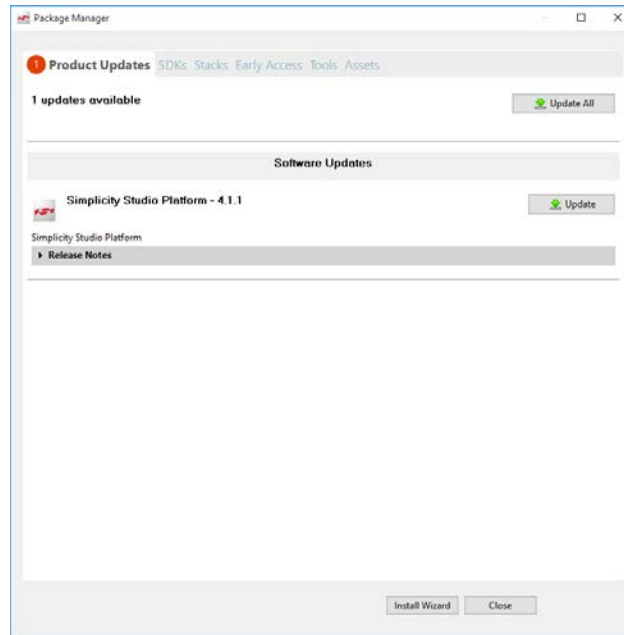 Package Manager
1 Product Updates SDKs Stacks Early Access Tools Assets
1 updates available
Update All
Software Updates
Simplicity Studio Platform - 4.1.1
Update
Simplicity Studio Platform
Release Notes
Install Wizard Close